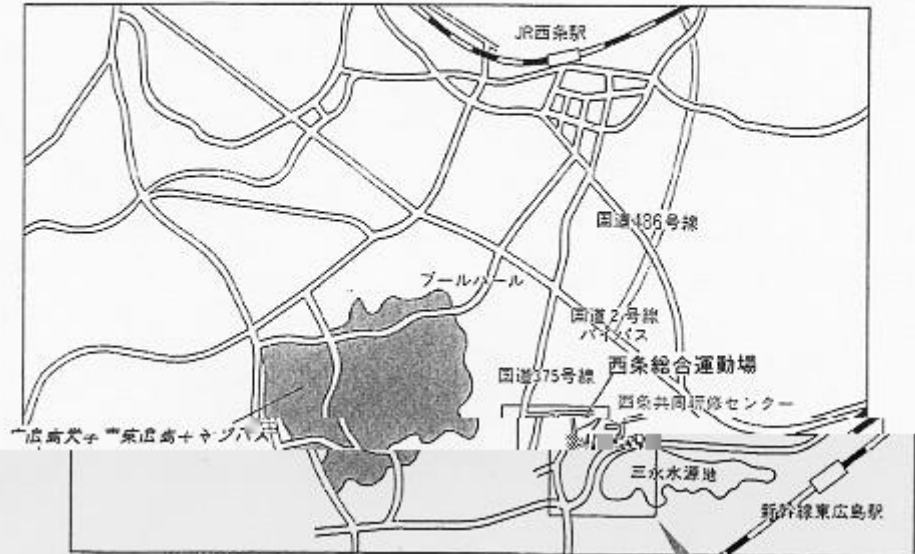 JR西条駅
国道486号線
ブールバール
国道2号線
バイパス
西条総合運動場
国道375号線
西条共同研修センター
三永水源地
新幹線東広島駅